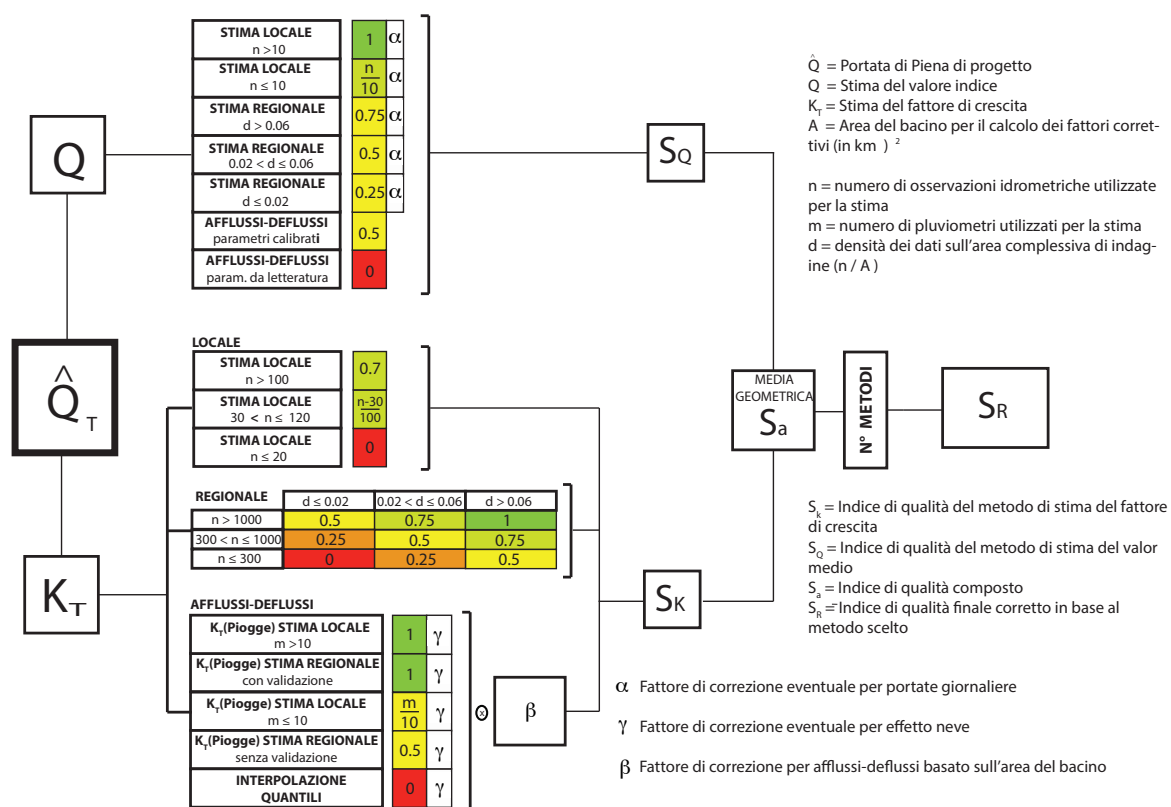 STIMA LOCALE
n >10
1
α
STIMA LOCALE
n ≤ 10
n
10
α
STIMA REGIONALE
d > 0.06
0.75
α
STIMA REGIONALE
0.02 < d ≤ 0.06
0.5
α
STIMA REGIONALE
d ≤ 0.02
0.25
α
AFFLUSSI-DEFLUSSI
parametri calibrati
0.5
AFFLUSSI-DEFLUSSI
param. da letteratura
0
Q
Q̂ T
K T
LOCALE
STIMA LOCALE
n > 100
0.7
STIMA LOCALE
30 < n ≤ 120
n-30
100
STIMA LOCALE
n ≤ 20
0
REGIONALE
d ≤ 0.02
0.02 < d ≤ 0.06
d > 0.06
n > 1000
0.5
0.75
1
300 < n ≤ 1000
0.25
0.5
0.75
n ≤ 300
0
0.25
0.5
AFFLUSSI-DEFLUSSI
KT(Piogge) STIMA LOCALE
m >10
1
γ
KT(Piogge) STIMA REGIONALE
con validazione
1
γ
KT(Piogge) STIMA LOCALE
m ≤ 10
m
10
γ
KT(Piogge) STIMA REGIONALE
senza validazione
0.5
γ
INTERPOLAZIONE
QUANTILI
0
γ
x
β
SQ
SK
MEDIA
GEOMETRICA
Sa
N° METODI
SR
Q̂ = Portata di Piena di progetto
Q = Stima del valore indice
KT = Stima del fattore di crescita
A = Area del bacino per il calcolo dei fattori corret-
tivi (in km ) 2
n = numero di osservazioni idrometriche utilizzate
per la stima
m = numero di pluviometri utilizzati per la stima
d = densità dei dati sull'area complessiva di inda-
gine (n / A )
Sk = Indice di qualità del metodo di stima del fattore
di crescita
SQ = Indice di qualità del metodo di stima del valor
medio
Sa = Indice di qualità composto
SR = Indice di qualità finale corretto in base al
metodo scelto
α Fattore di correzione eventuale per portate giornaliere
γ Fattore di correzione eventuale per effetto neve
β Fattore di correzione per afflussi-deflussi basato sull'area del bacino